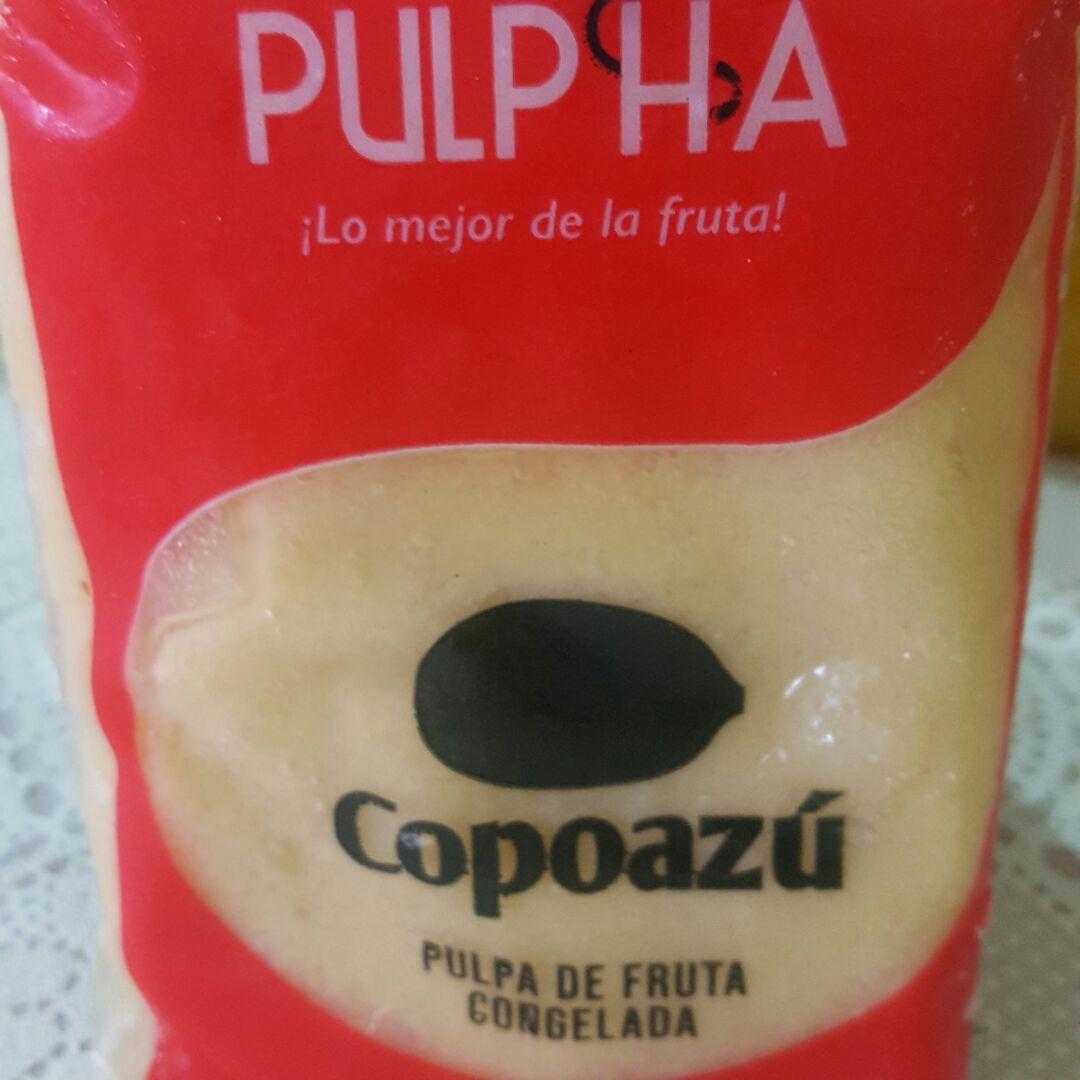 PULPHA
¡Lo mejor de la fruta!
Copoazú
PULPA DE FRUTA
CONGELADA